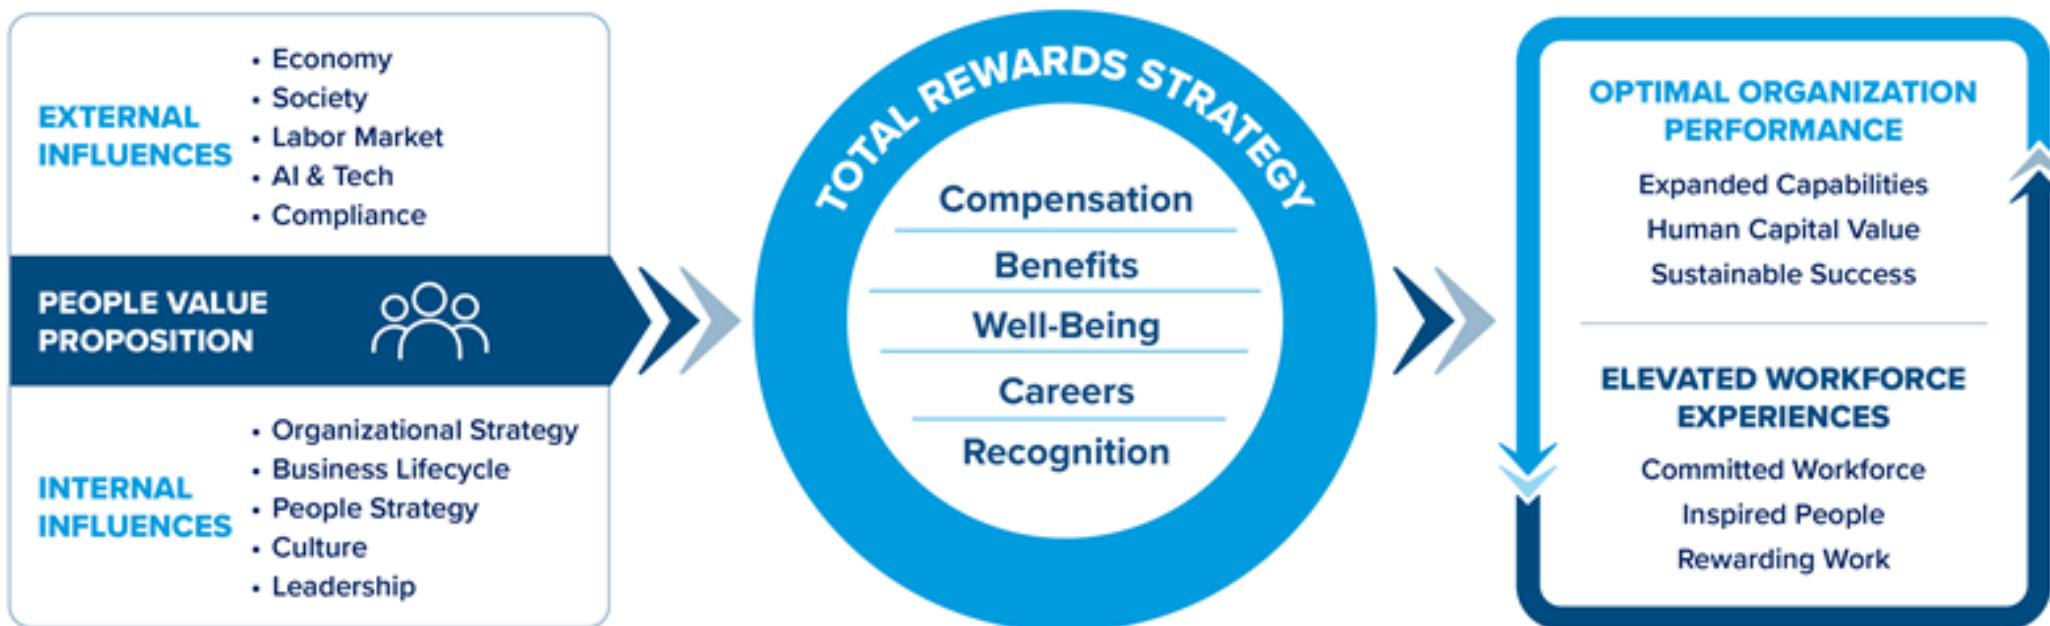 EXTERNAL
INFLUENCES
• Economy
• Society
• Labor Market
• AI & Tech
• Compliance
PEOPLE VALUE
PROPOSITION
INTERNAL
INFLUENCES
• Organizational Strategy
• Business Lifecycle
• People Strategy
• Culture
• Leadership
TOTAL REWARDS STRATEGY
Compensation
Benefits
Well-Being
Careers
Recognition
OPTIMAL ORGANIZATION
PERFORMANCE
Expanded Capabilities
Human Capital Value
Sustainable Success
ELEVATED WORKFORCE
EXPERIENCES
Committed Workforce
Inspired People
Rewarding Work